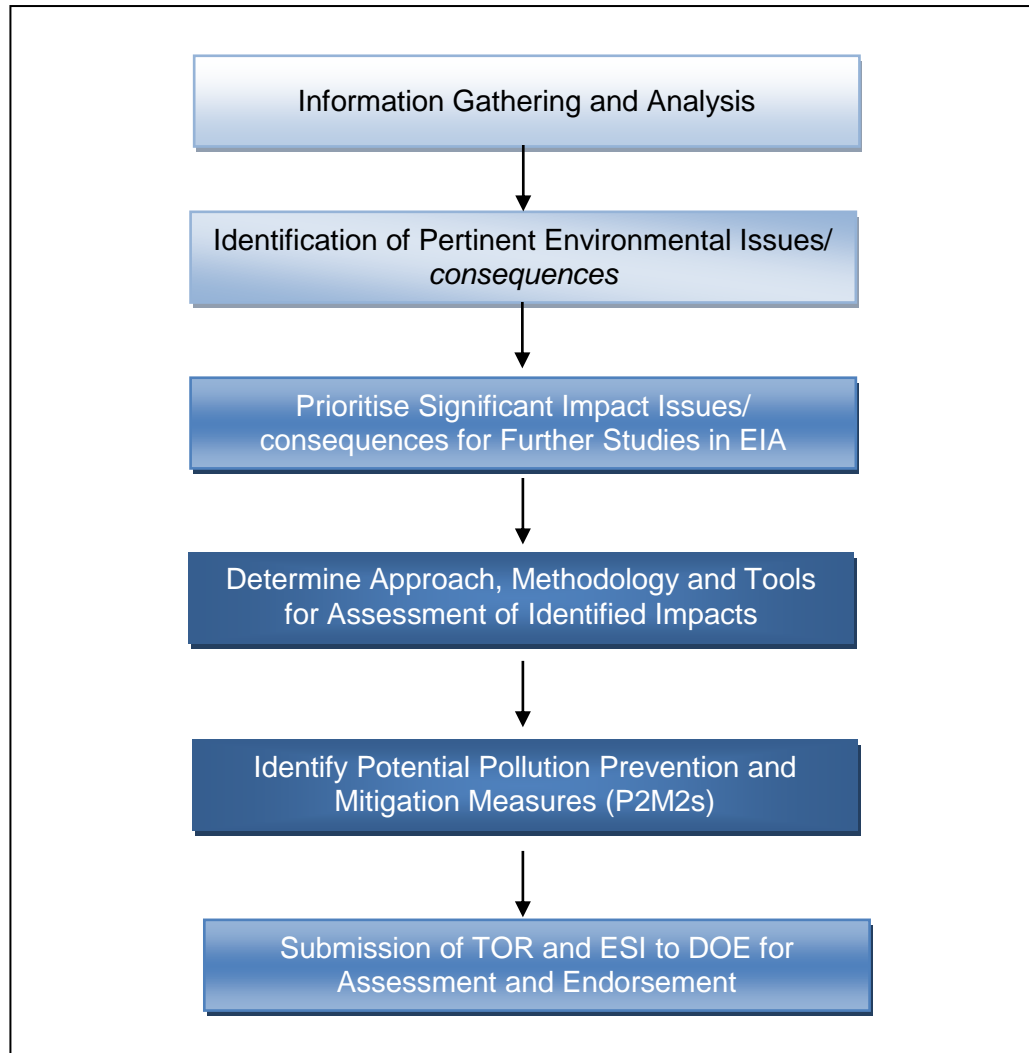 Information Gathering and Analysis
Identification of Pertinent Environmental Issues/
consequences
Prioritise Significant Impact Issues/
consequences for Further Studies in EIA
Determine Approach, Methodology and Tools
for Assessment of Identified Impacts
Identify Potential Pollution Prevention and
Mitigation Measures (P2M2s)
Submission of TOR and ESI to DOE for
Assessment and Endorsement